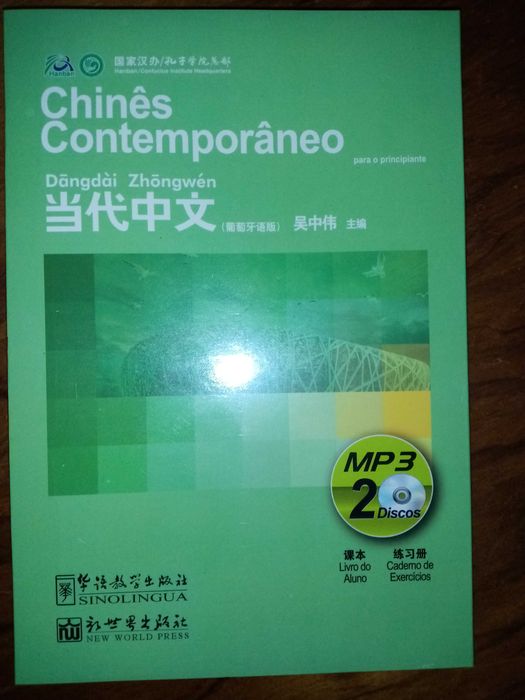 Hanban
国家汉办/孔子学院总部
Hanban/Confucius Institute Headquarters
Chinês
Contemporâneo
para o principiante
Dāngdài Zhōngwén
当代中文
(葡萄牙语版) 吴中伟 主编
MP3
2 Discos
课本
Livro do
Aluno
练习册
Caderno de
Exercícios
华语教学出版社
SINOLINGUA
新世界出版社
NEW WORLD PRESS